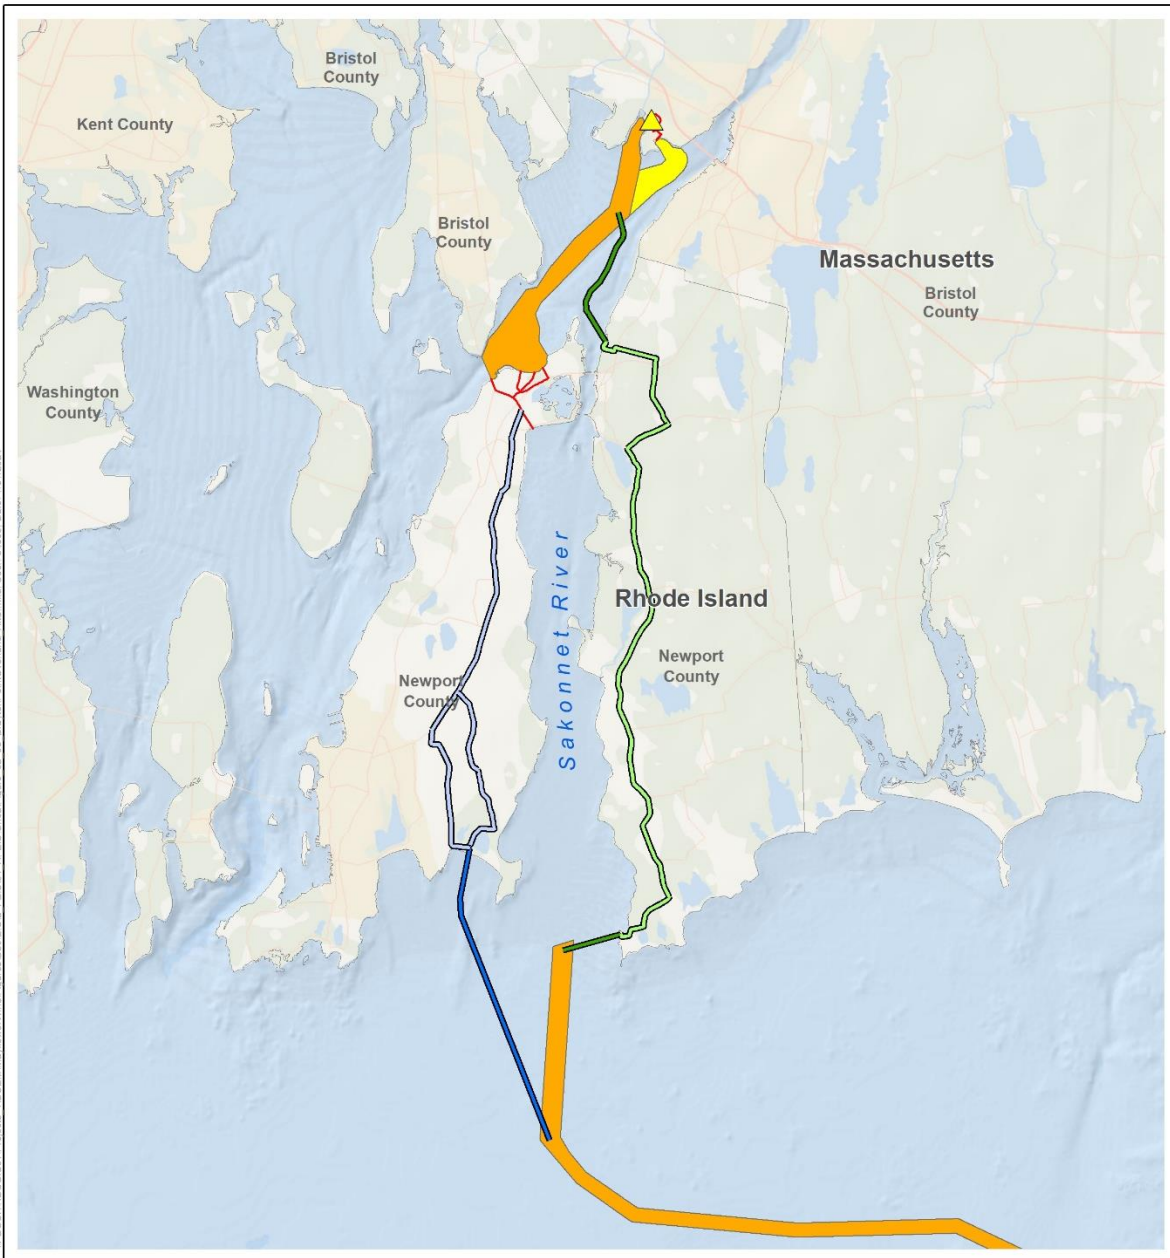 Bristol
County
Kent County
Bristol
County
Massachusetts
Bristol
County
Washington
County
Sakonnet River
Rhode Island
Newport
County
Newport
County